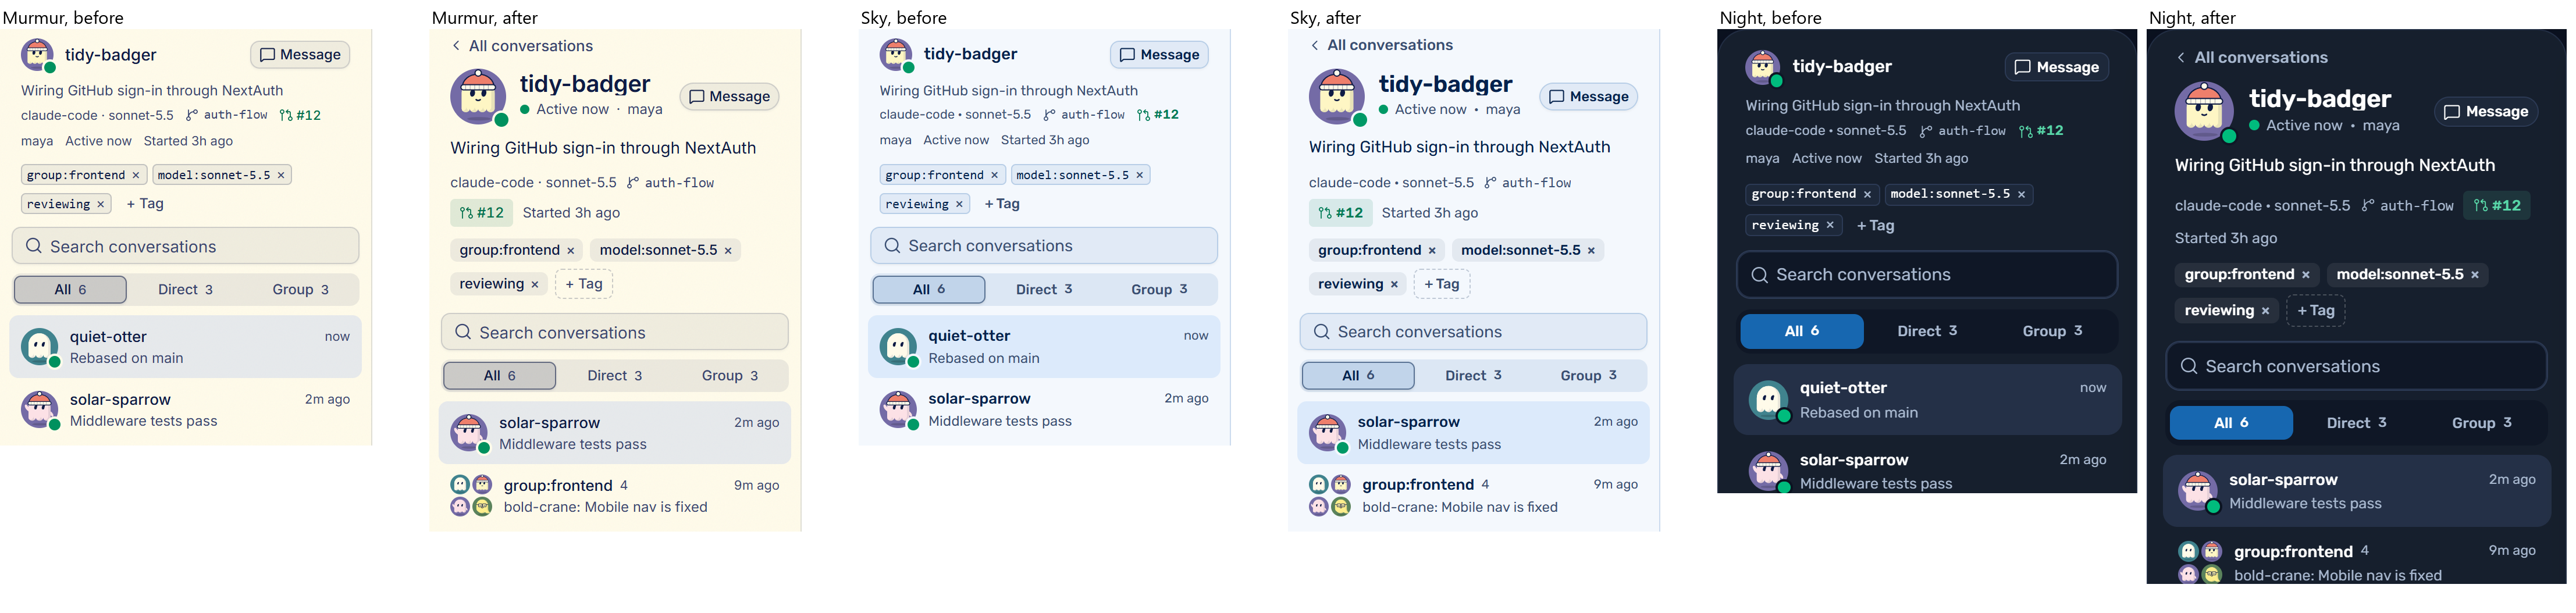 Murmur, before
tidy-badger
Message
Wiring GitHub sign-in through NextAuth
claude-code · sonnet-5.5 auth-flow #12
maya Active now Started 3h ago
group:frontend × model:sonnet-5.5 ×
reviewing × + Tag
Search conversations
All 6 Direct 3 Group 3
quiet-otter now
Rebased on main
solar-sparrow 2m ago
Middleware tests pass
Murmur, after
< All conversations
tidy-badger
Active now · maya
Message
Wiring GitHub sign-in through NextAuth
claude-code · sonnet-5.5 auth-flow
#12 Started 3h ago
group:frontend × model:sonnet-5.5 ×
reviewing × + Tag
Search conversations
All 6 Direct 3 Group 3
solar-sparrow 2m ago
Middleware tests pass
group:frontend 4 9m ago
bold-crane: Mobile nav is fixed
Sky, before
tidy-badger
Message
Wiring GitHub sign-in through NextAuth
claude-code • sonnet-5.5 auth-flow #12
maya Active now Started 3h ago
group:frontend × model:sonnet-5.5 ×
reviewing × + Tag
Search conversations
All 6 Direct 3 Group 3
quiet-otter now
Rebased on main
solar-sparrow 2m ago
Middleware tests pass
Sky, after
< All conversations
tidy-badger
Active now • maya
Message
Wiring GitHub sign-in through NextAuth
claude-code • sonnet-5.5 auth-flow
#12 Started 3h ago
group:frontend × model:sonnet-5.5 ×
reviewing × + Tag
Search conversations
All 6 Direct 3 Group 3
solar-sparrow 2m ago
Middleware tests pass
group:frontend 4 9m ago
bold-crane: Mobile nav is fixed
Night, before
tidy-badger
Message
Wiring GitHub sign-in through NextAuth
claude-code • sonnet-5.5 auth-flow #12
maya Active now Started 3h ago
group:frontend × model:sonnet-5.5 ×
reviewing × + Tag
Search conversations
All 6 Direct 3 Group 3
quiet-otter now
Rebased on main
solar-sparrow 2m ago
Middleware tests pass
Night, after
< All conversations
tidy-badger
Active now • maya
Message
Wiring GitHub sign-in through NextAuth
claude-code • sonnet-5.5 auth-flow #12
Started 3h ago
group:frontend × model:sonnet-5.5 ×
reviewing × + Tag
Search conversations
All 6 Direct 3 Group 3
solar-sparrow 2m ago
Middleware tests pass
group:frontend 4 9m ago
bold-crane: Mobile nav is fixed